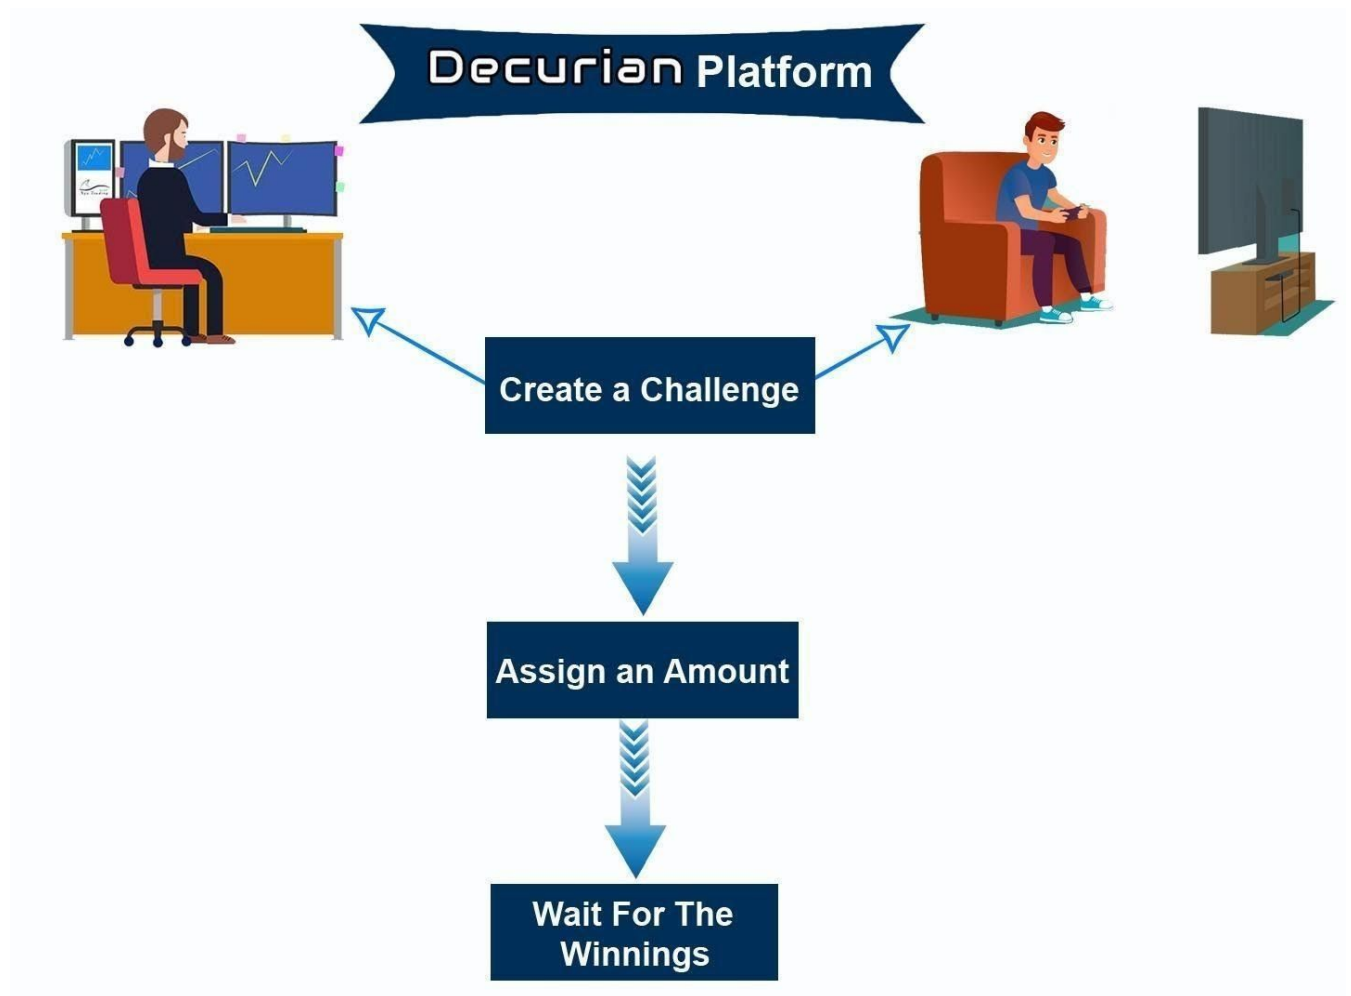 Decurian Platform
Create a Challenge
Assign an Amount
Wait For The
Winnings